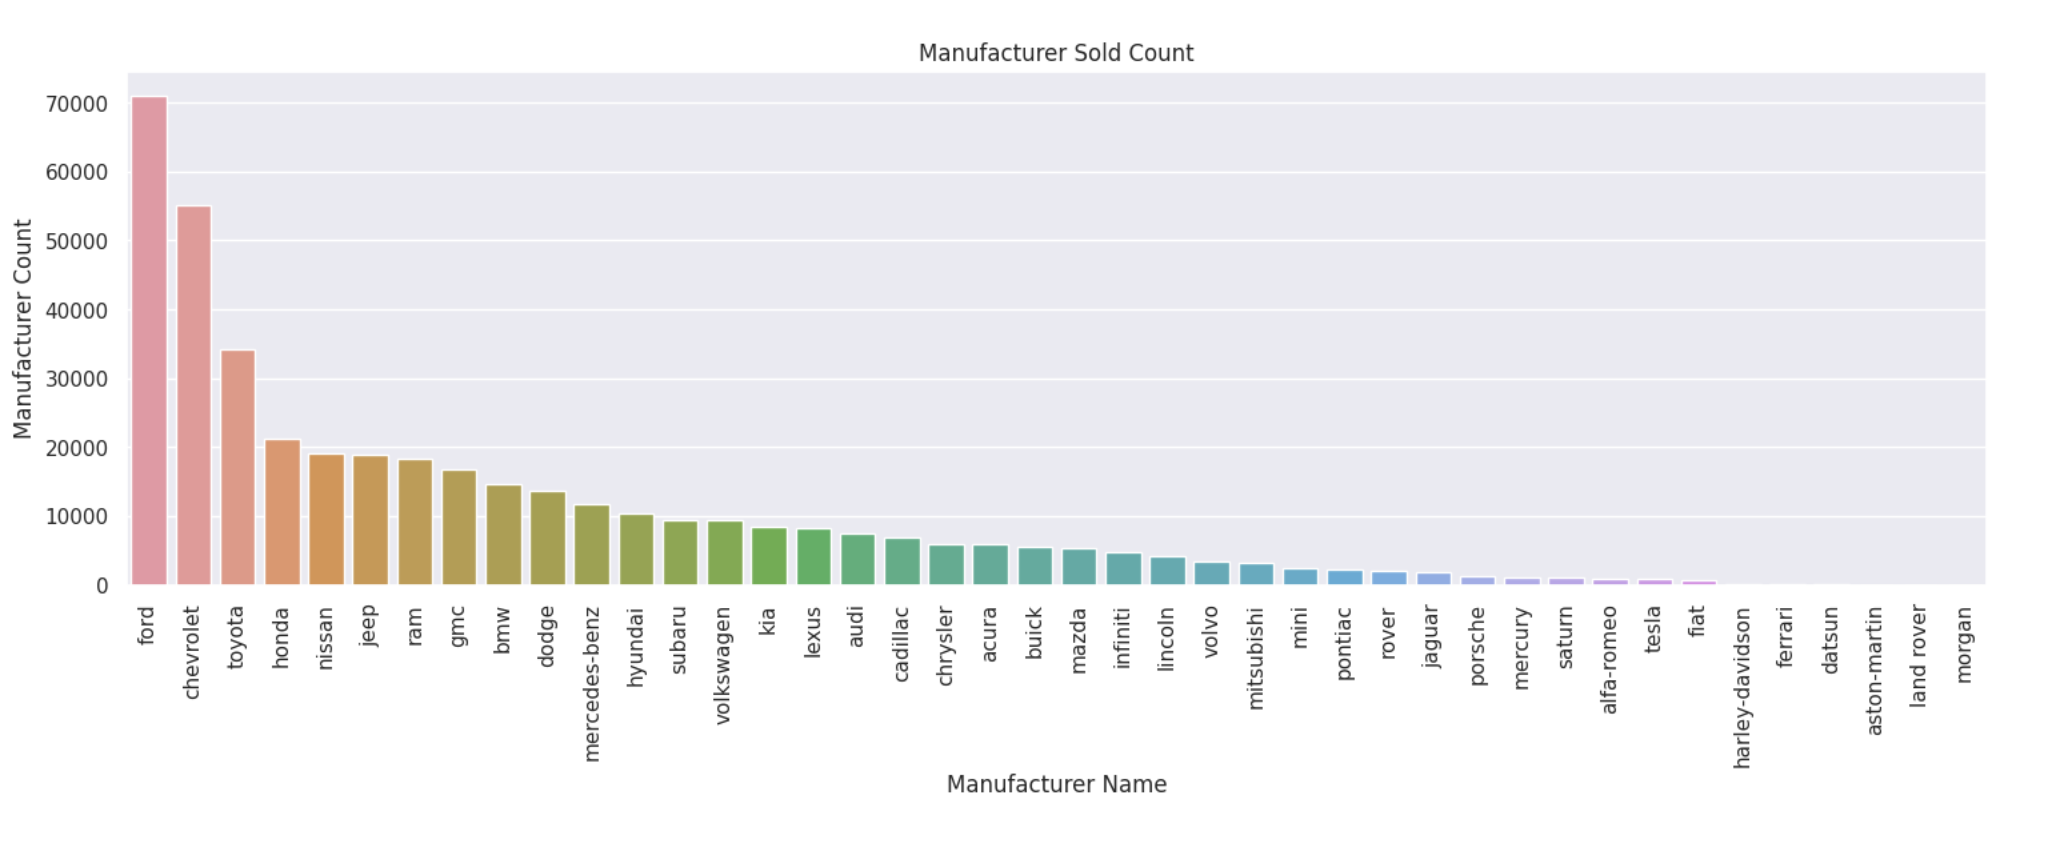 Manufacturer Sold Count
Manufacturer Count
70000
60000
50000
40000
30000
20000
10000
0
ford
chevrolet
toyota
honda
nissan
jeep
ram
gmc
bmw
dodge
mercedes-benz
hyundai
subaru
volkswagen
kia
lexus
audi
cadillac
chrysler
acura
buick
mazda
infiniti
lincoln
volvo
mitsubishi
mini
pontiac
rover
jaguar
porsche
mercury
saturn
alfa-romeo
tesla
fiat
harley-davidson
ferrari
datsun
aston-martin
land rover
morgan
Manufacturer Name